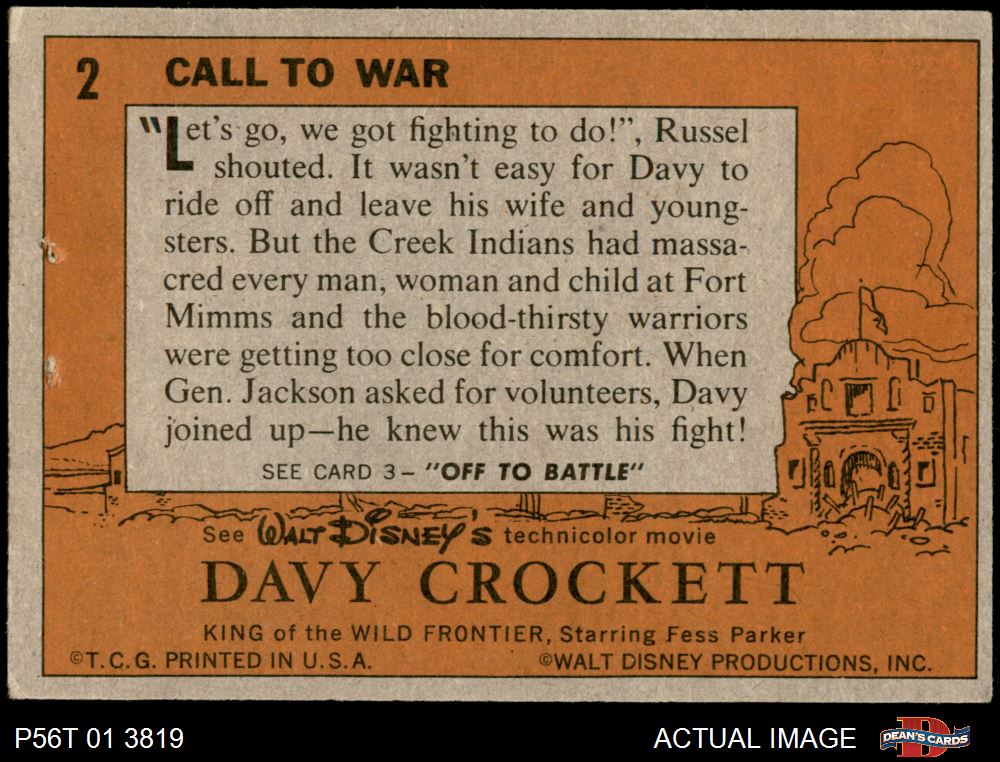 2 CALL TO WAR
"Let's go, we got fighting to do!", Russel
shouted. It wasn't easy for Davy to
ride off and leave his wife and young-
sters. But the Creek Indians had massa-
cred every man, woman and child at Fort
Mimms and the blood-thirsty warriors
were getting too close for comfort. When
Gen. Jackson asked for volunteers, Davy
joined up—he knew this was his fight!
SEE CARD 3– "OFF TO BATTLE"
See WALT DISNEY'S technicolor movie
DAVY CROCKETT
KING of the WILD FRONTIER, Starring Fess Parker
©T.C.G. PRINTED IN U.S.A. ©WALT DISNEY PRODUCTIONS, INC.
P56T 01 3819 ACTUAL IMAGE D DEAN'S CARDS